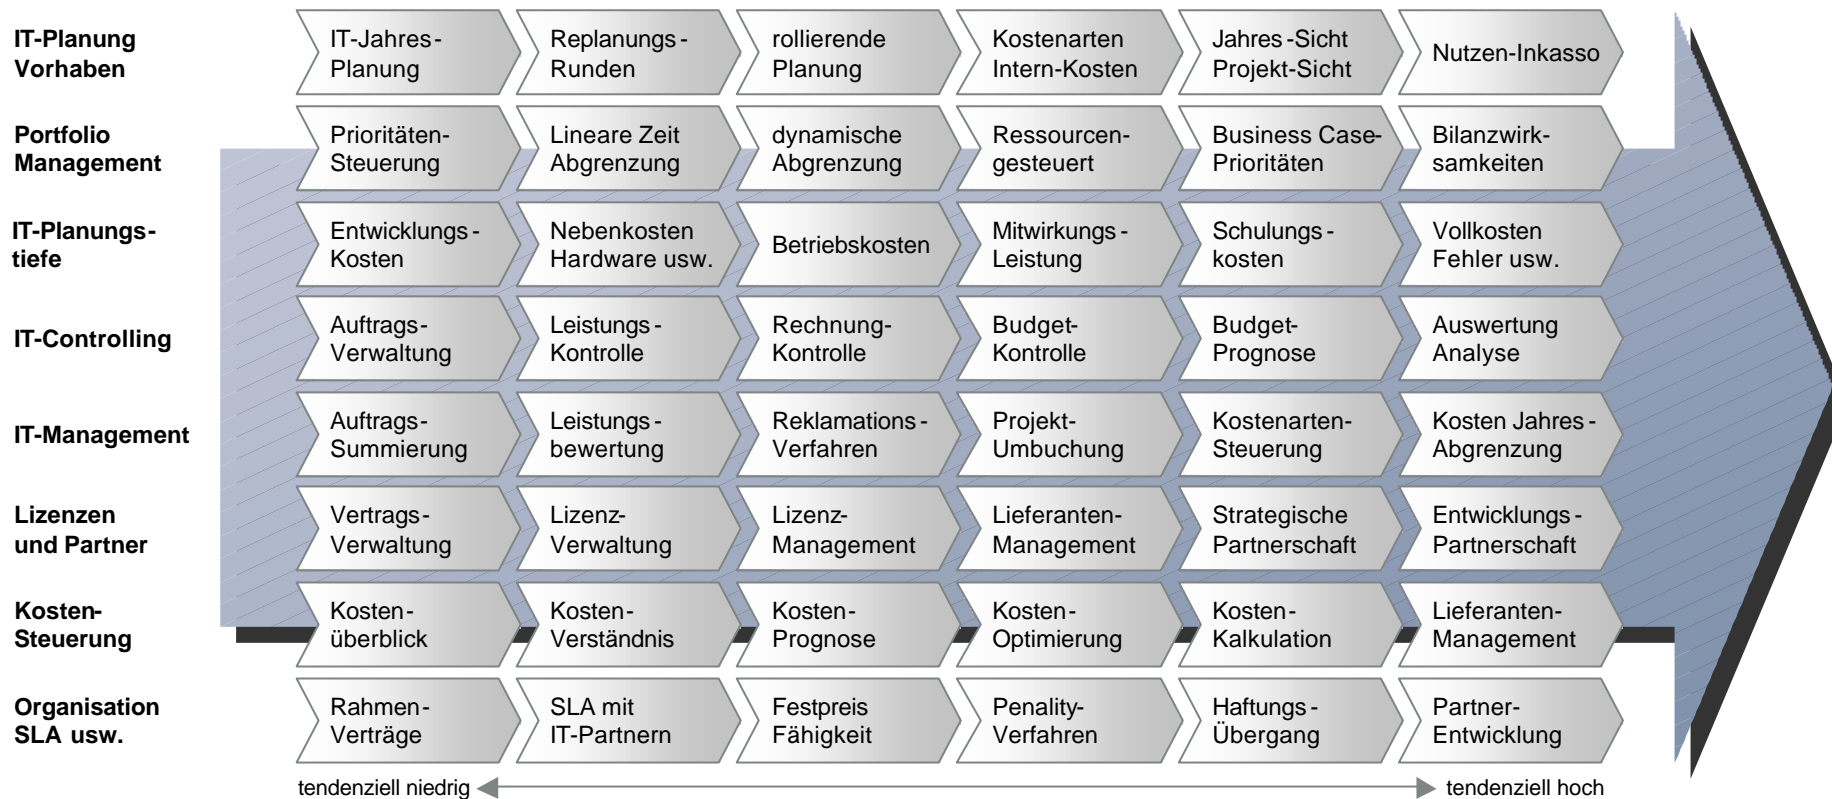 IT-Planung
Vorhaben
IT-Jahres-
Planung
Replanungs-
Runden
rollierende
Planung
Kostenarten
Intern-Kosten
Jahres-Sicht
Projekt-Sicht
Nutzen-Inkasso
Portfolio
Management
Prioritäten-
Steuerung
Lineare Zeit
Abgrenzung
dynamische
Abgrenzung
Ressourcen-
gesteuert
Business Case-
Prioritäten
Bilanzwirk-
samkeiten
IT-Planungs-
tiefe
Entwicklungs-
Kosten
Nebenkosten
Hardware usw.
Betriebskosten
Mitwirkungs-
Leistung
Schulungs-
kosten
Vollkosten
Fehler usw.
IT-Controlling
Auftrags-
Verwaltung
Leistungs-
Kontrolle
Rechnung-
Kontrolle
Budget-
Kontrolle
Budget-
Prognose
Auswertung
Analyse
IT-Management
Auftrags-
Summierung
Leistungs-
bewertung
Reklamations-
Verfahren
Projekt-
Umbuchung
Kostenarten-
Steuerung
Kosten Jahres-
Abgrenzung
Lizenzen
und Partner
Vertrags-
Verwaltung
Lizenz-
Verwaltung
Lizenz-
Management
Lieferanten-
Management
Strategische
Partnerschaft
Entwicklungs-
Partnerschaft
Kosten-
Steuerung
Kosten-
überblick
Kosten-
Verständnis
Kosten-
Prognose
Kosten-
Optimierung
Kosten-
Kalkulation
Lieferanten-
Management
Organisation
SLA usw.
Rahmen-
Verträge
SLA mit
IT-Partnern
Festpreis
Fähigkeit
Penality-
Verfahren
Haftungs-
Übergang
Partner-
Entwicklung
tendenziell niedrig
tendenziell hoch